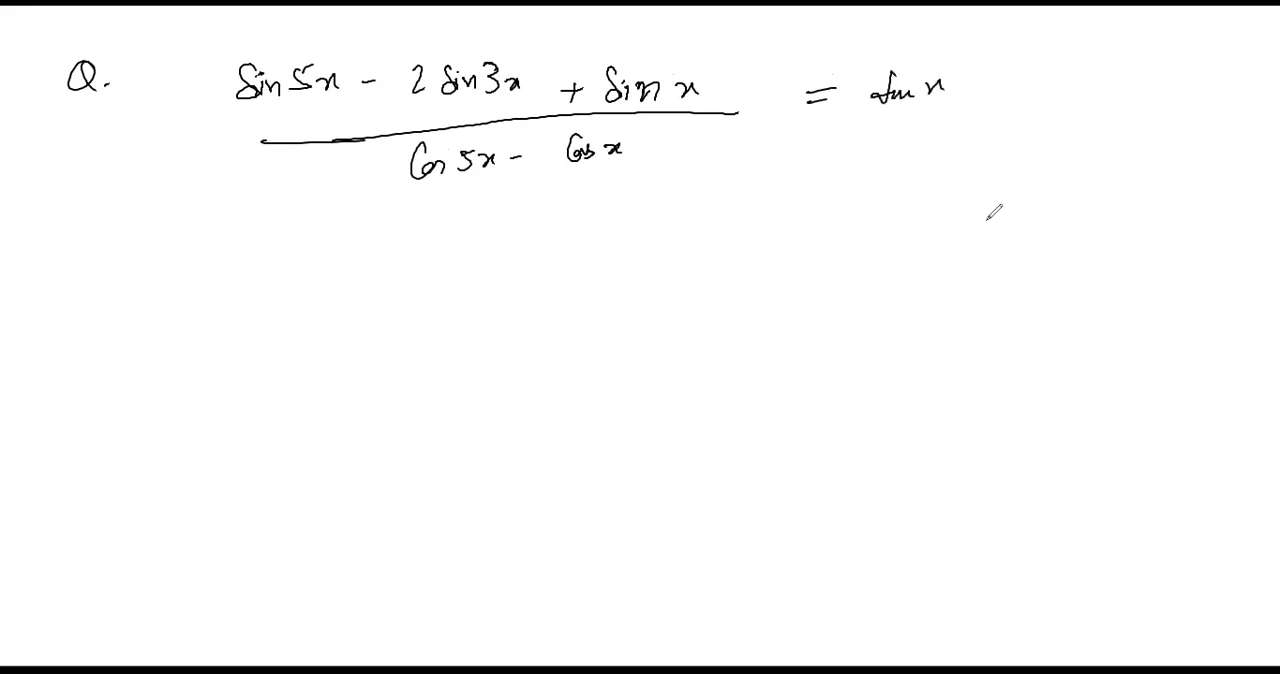 Q. sin 5x - 2 sin 3x + sin x = tan x
cos 5x - cos x